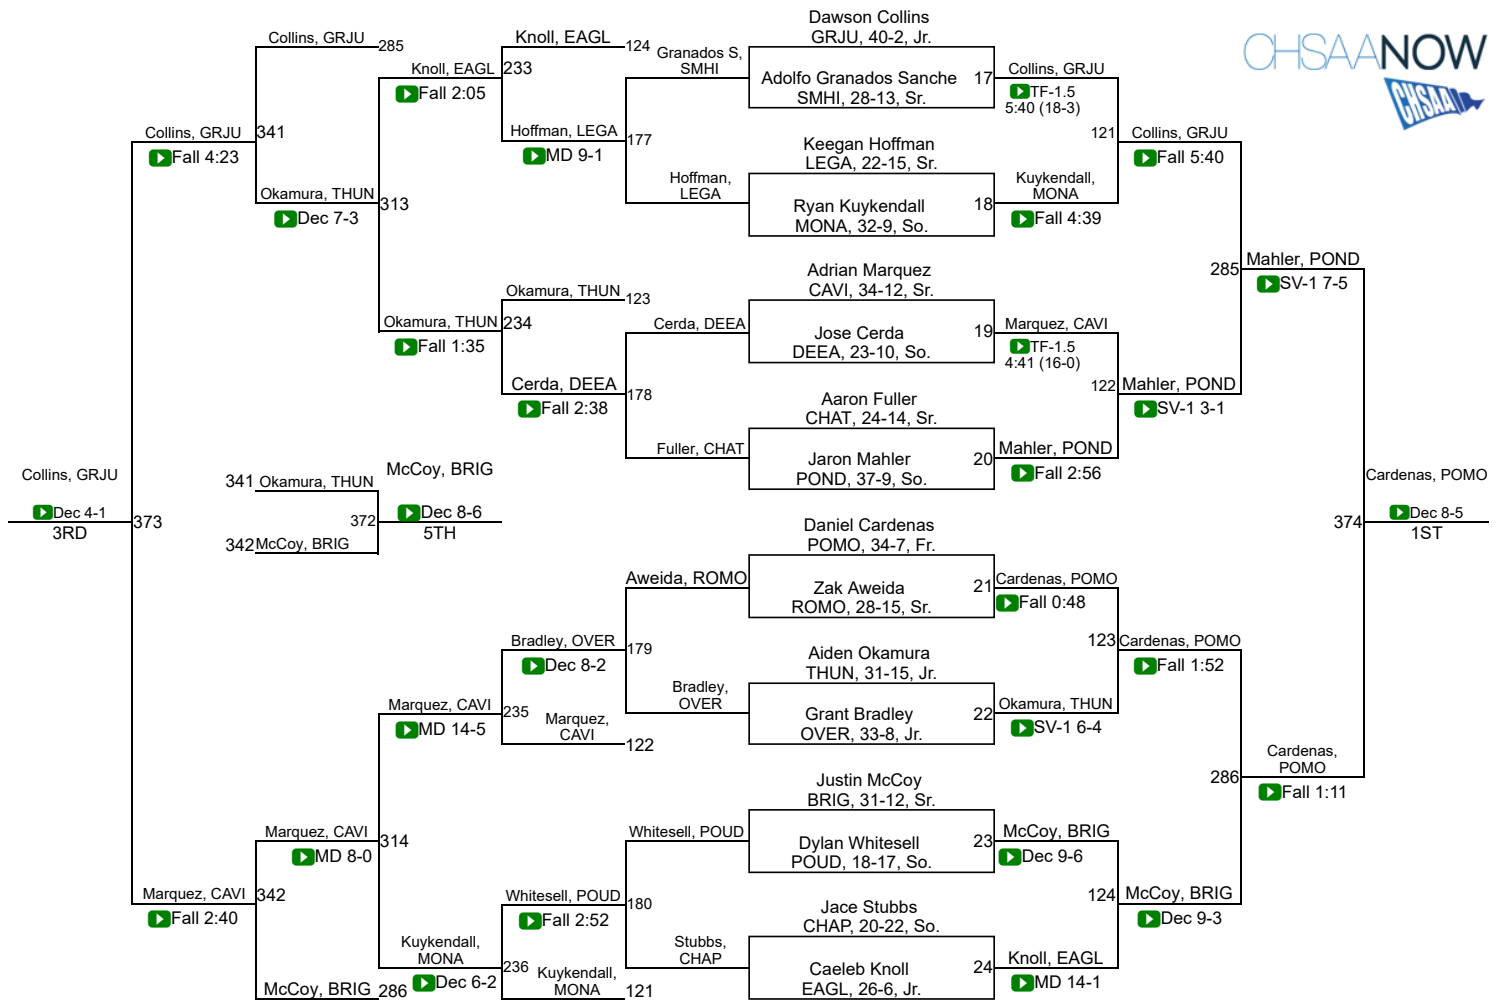 CHSAANOW
CHSAA
Collins, GRJU
285
Knoll, EAGL
233
Fall 2:05
Knoll, EAGL
124
Hoffman, LEGA
177
MD 9-1
Granados S,
SMHI
Hoffman,
LEGA
Dawson Collins
GRJU, 40-2, Jr.
Adolfo Granados Sanche
SMHI, 28-13, Sr.
17
Collins, GRJU
TF-1.5
5:40 (18-3)
Keegan Hoffman
LEGA, 22-15, Sr.
Ryan Kuykendall
MONA, 32-9, So.
18
Kuykendall,
MONA
Fall 4:39
121
Collins, GRJU
Fall 5:40
Collins, GRJU
341
Fall 4:23
Okamura, THUN
313
Dec 7-3
Okamura, THUN
234
Fall 1:35
Okamura, THUN
123
Cerda, DEEA
178
Fall 2:38
Cerda, DEEA
Fuller, CHAT
Adrian Marquez
CAVI, 34-12, Sr.
Jose Cerda
DEEA, 23-10, So.
19
Marquez, CAVI
TF-1.5
4:41 (16-0)
Aaron Fuller
CHAT, 24-14, Sr.
Jaron Mahler
POND, 37-9, So.
20
Mahler, POND
Fall 2:56
122
Mahler, POND
SV-1 3-1
285
Mahler, POND
SV-1 7-5
Collins, GRJU
Dec 4-1
3RD
373
341
Okamura, THUN
342
McCoy, BRIG
372
McCoy, BRIG
Dec 8-6
5TH
374
Cardenas, POMO
Dec 8-5
1ST
Aweida, ROMO
Bradley, OVER
179
Dec 8-2
Bradley,
OVER
Marquez, CAVI
235
MD 14-5
Marquez,
CAVI
122
Daniel Cardenas
POMO, 34-7, Fr.
Zak Aweida
ROMO, 28-15, Sr.
21
Cardenas, POMO
Fall 0:48
Aiden Okamura
THUN, 31-15, Jr.
Grant Bradley
OVER, 33-8, Jr.
22
Okamura, THUN
SV-1 6-4
123
Cardenas, POMO
Fall 1:52
286
Cardenas,
POMO
Fall 1:11
Marquez, CAVI
314
MD 8-0
Marquez, CAVI
342
Fall 2:40
McCoy, BRIG
286
Kuykendall,
MONA
236
Dec 6-2
Whitesell, POUD
180
Fall 2:52
Kuykendall,
MONA
121
Whitesell, POUD
Stubbs,
CHAP
Justin McCoy
BRIG, 31-12, Sr.
Dylan Whitesell
POUD, 18-17, So.
23
McCoy, BRIG
Dec 9-6
Jace Stubbs
CHAP, 20-22, So.
Caeleb Knoll
EAGL, 26-6, Jr.
24
Knoll, EAGL
MD 14-1
124
McCoy, BRIG
Dec 9-3